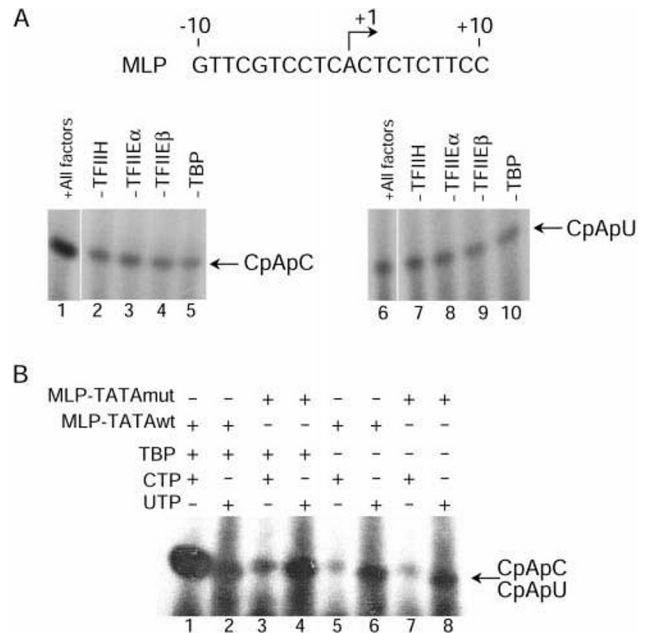 A
-10 +1 +10
MLP GTTCGTCCTCACTCTCTTCC
+All factors -TFIIH -TFIIEα -TFIIEβ -TBP +All factors -TFIIH -TFIIEα -TFIIEβ -TBP
CpApC CpApU
1 2 3 4 5 6 7 8 9 10
B
MLP-TATAmut - - + + - - + +
MLP-TATAwt + + - - + + - -
TBP + + + + - - - -
CTP + - + - + - + -
UTP - + - + - + - +
CpApC
CpApU
1 2 3 4 5 6 7 8